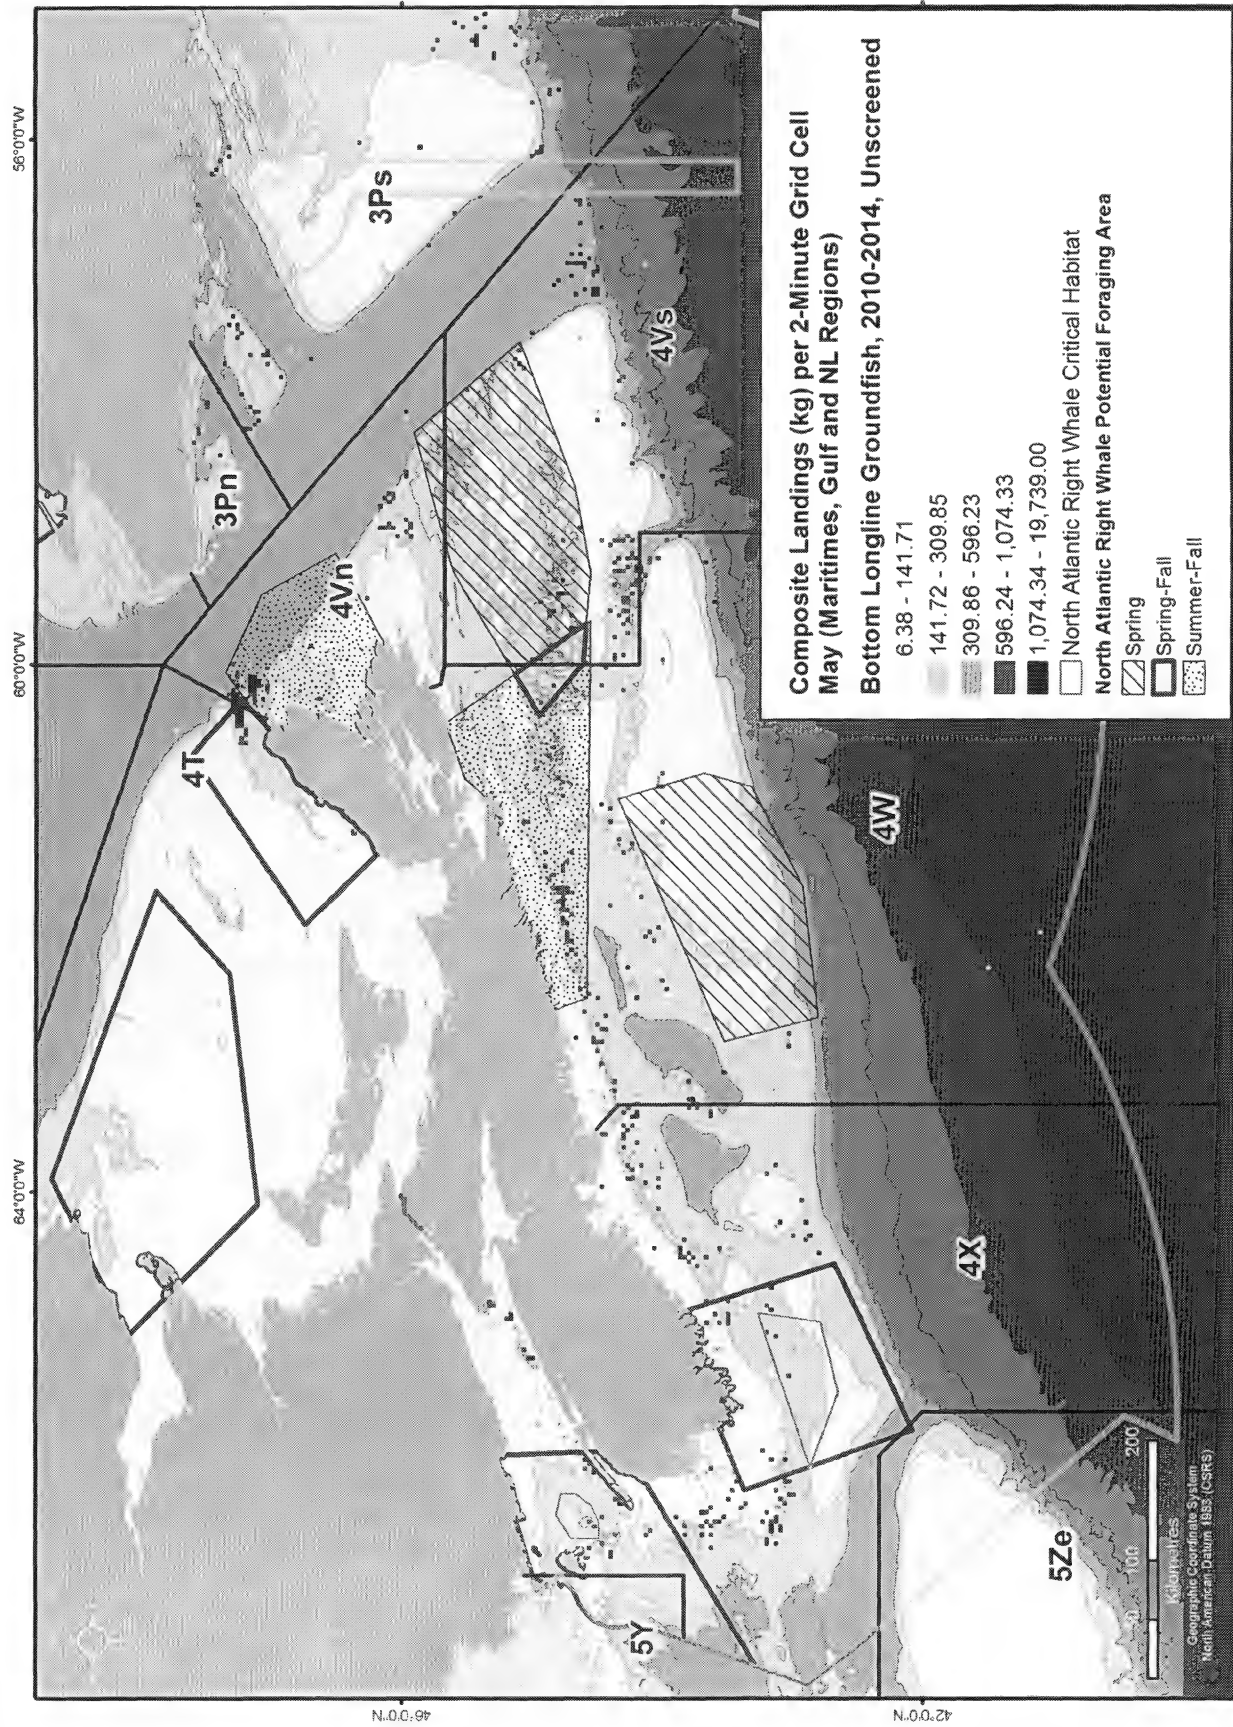 56°0'0"W
60°0'0"W
64°0'0"W
46°0'0"N
42°0'0"N
3Ps
3Pn
4Vn
4Vs
4T
4W
4X
5Y
5Ze
Composite Landings (kg) per 2-Minute Grid Cell
May (Maritimes, Gulf and NL Regions)
Bottom Longline Groundfish, 2010-2014, Unscreened
6.38 - 141.71
141.72 - 309.85
309.86 - 596.23
596.24 - 1,074.33
1,074.34 - 19,739.00
North Atlantic Right Whale Critical Habitat
North Atlantic Right Whale Potential Foraging Area
Spring
Spring-Fall
Summer-Fall
100
200
Kilometres
Geographic Coordinate System
North American Datum 1983 (CSRS)